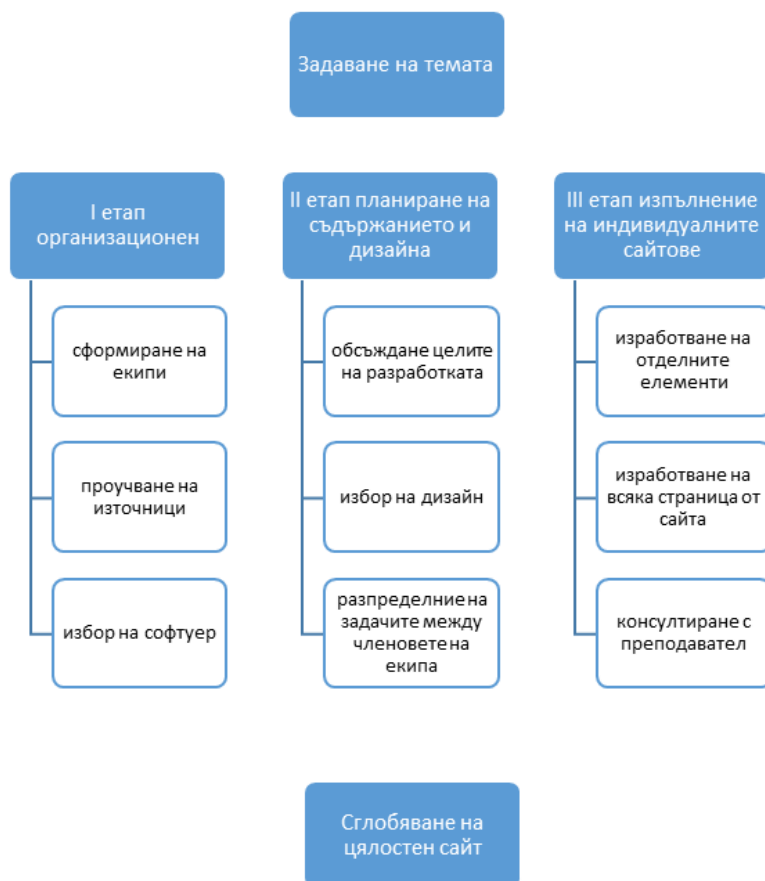 Задаване на темата
I етап
организационен
сформиране на
екипи
проучване на
източници
избор на софтуер
II етап планиране на
съдържанието и
дизайна
обсъждане целите
на разработката
избор на дизайн
разпределние на
задачите между
членовете на
екипа
III етап изпълнение
на индивидуалните
сайтове
изработване на
отделните
елементи
изработване на
всяка страница от
сайта
консултиране с
преподавател
Сглобяване на
цялостен сайт